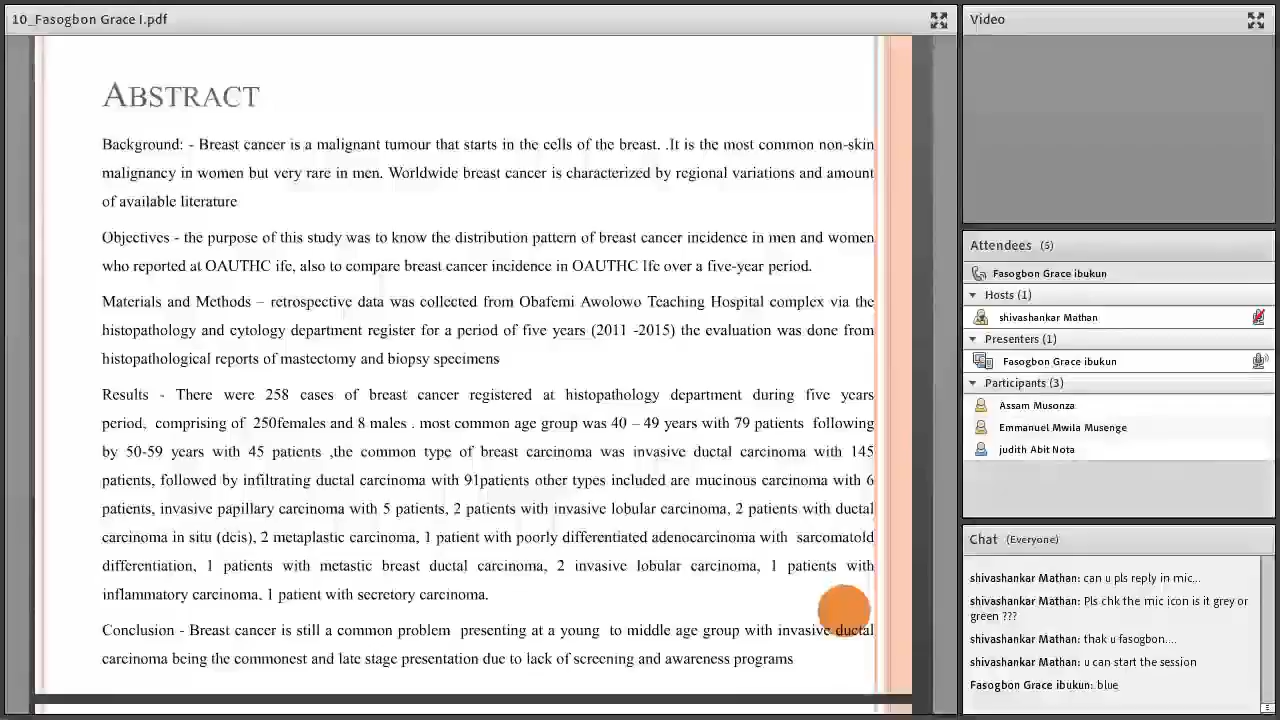 10_Fasogbon Grace I.pdf
ABSTRACT
Background: - Breast cancer is a malignant tumour that starts in the cells of the breast. .It is the most common non-skin
malignancy in women but very rare in men. Worldwide breast cancer is characterized by regional variations and amount
of available literature
Objectives - the purpose of this study was to know the distribution pattern of breast cancer incidence in men and women
who reported at OAUTHC ife, also to compare breast cancer incidence in OAUTHC Ife over a five-year period.
Materials and Methods – retrospective data was collected from Obafemi Awolowo Teaching Hospital complex via the
histopathology and cytology department register for a period of five years (2011 -2015) the evaluation was done from
histopathological reports of mastectomy and biopsy specimens
Results - There were 258 cases of breast cancer registered at histopathology department during five years
period, comprising of 250females and 8 males . most common age group was 40 – 49 years with 79 patients following
by 50-59 years with 45 patients ,the common type of breast carcinoma was invasive ductal carcinoma with 145
patients, followed by infiltrating ductal carcinoma with 91patients other types included are mucinous carcinoma with 6
patients, invasive papillary carcinoma with 5 patients, 2 patients with invasive lobular carcinoma, 2 patients with ductal
carcinoma in situ (dcis), 2 metaplastic carcinoma, 1 patient with poorly differentiated adenocarcinoma with sarcomatoid
differentiation, 1 patients with metastic breast ductal carcinoma, 2 invasive lobular carcinoma, 1 patients with
inflammatory carcinoma, 1 patient with secretory carcinoma.
Conclusion - Breast cancer is still a common problem presenting at a young to middle age group with invasive ductal
carcinoma being the commonest and late stage presentation due to lack of screening and awareness programs
Video
Attendees (5)
Fasogbon Grace ibukun
Hosts (1)
shivashankar Mathan
Presenters (1)
Fasogbon Grace ibukun
Participants (3)
Assam Musonza
Emmanuel Mwila Musenge
judith Abit Nota
Chat (Everyone)
shivashankar Mathan: can u pls reply in mic...
shivashankar Mathan: Pls chk the mic icon is it grey or
green ???
shivashankar Mathan: thak u fasogbon....
shivashankar Mathan: u can start the session
Fasogbon Grace ibukun: blue